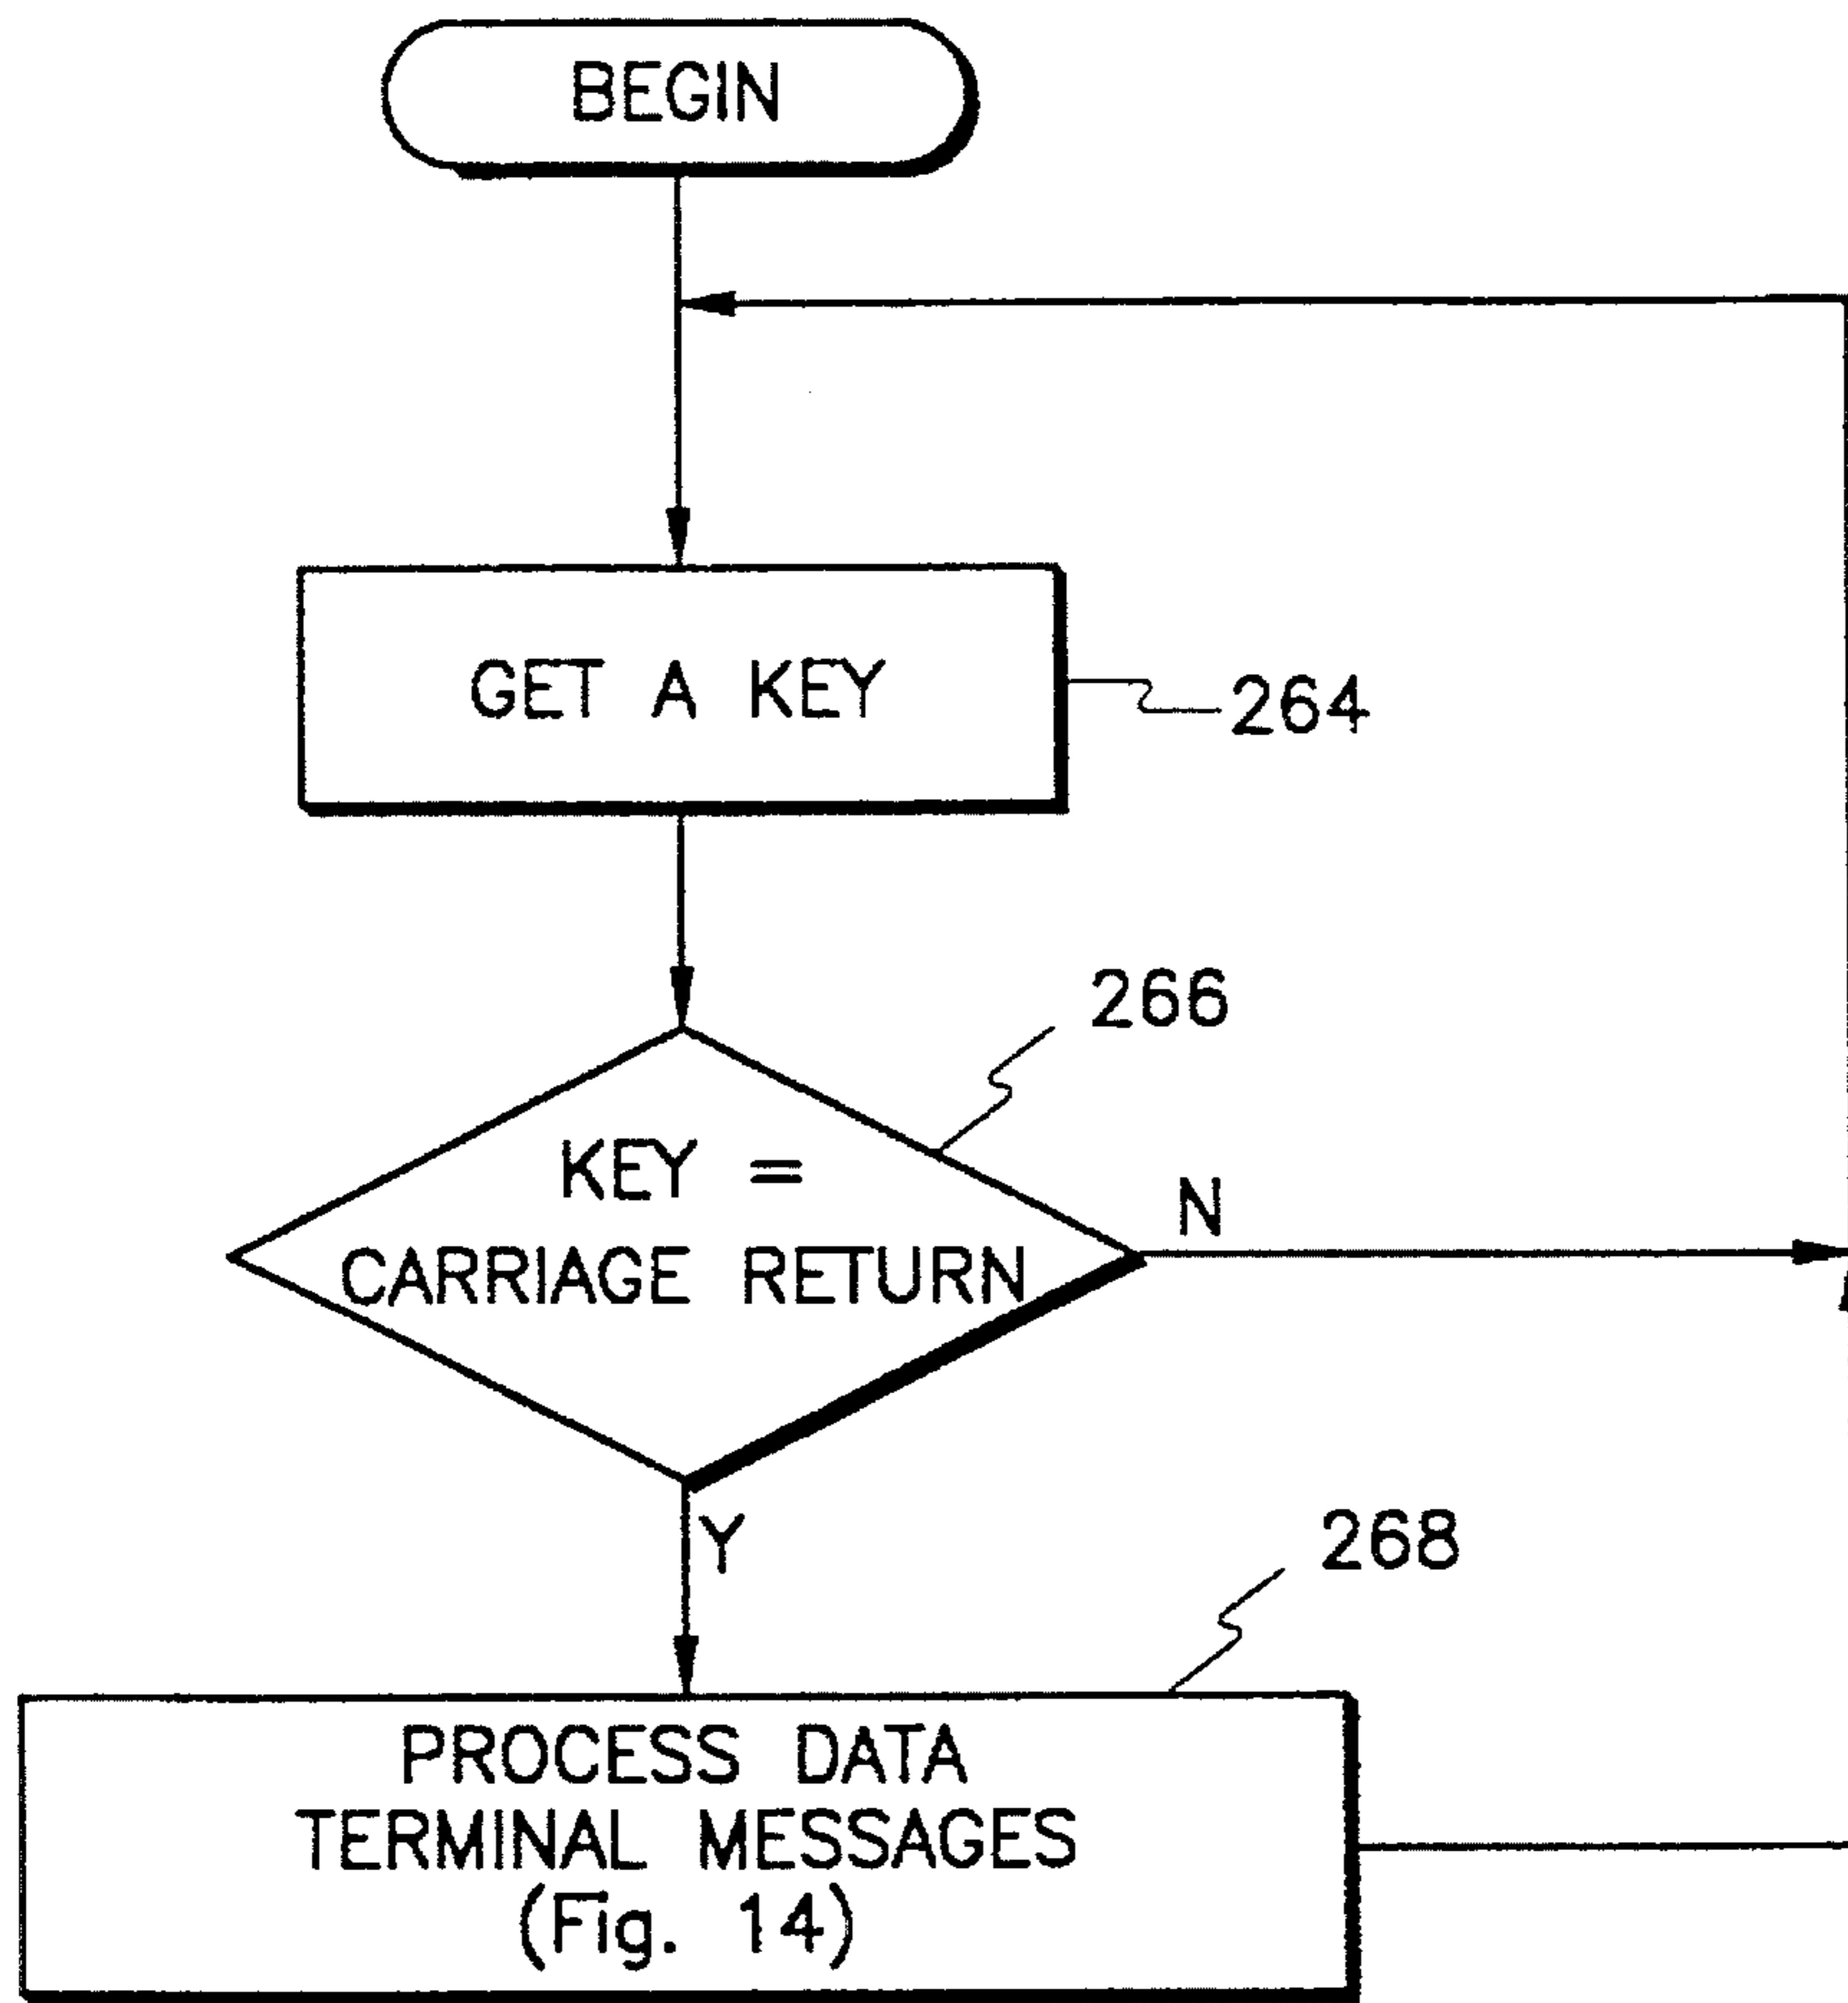 BEGIN
GET A KEY
264
266
KEY =
CARRIAGE RETURN
N
Y
268
PROCESS DATA
TERMINAL MESSAGES
(Fig. 14)